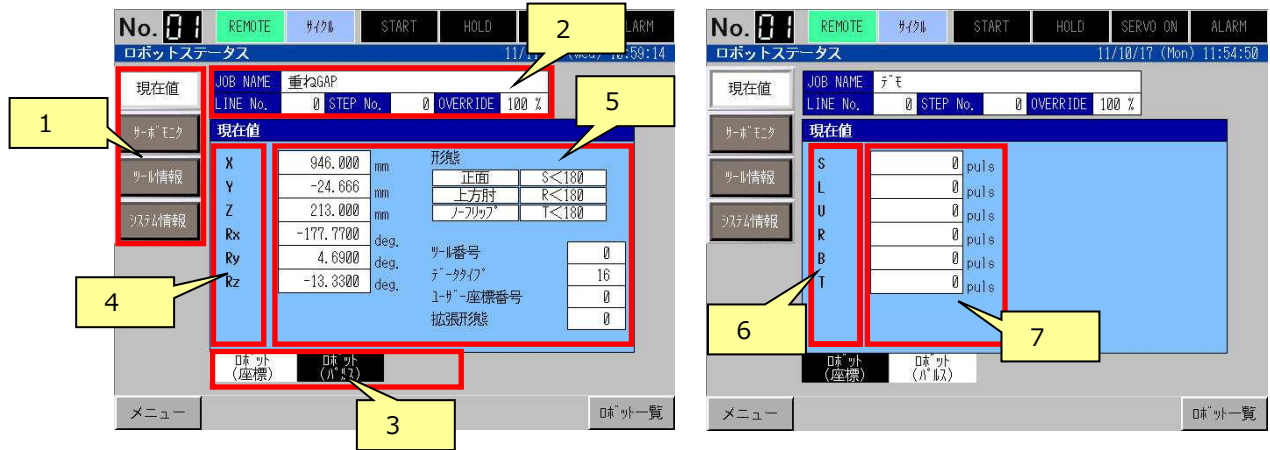 No. 01 REMOTE ｻｲｸﾙ START HOLD LARM
ロボットステータス 11/1 (wed) 10:59:14
現在値
ｻｰﾎﾞﾓﾆﾀ
ﾂｰﾙ情報
ｼｽﾃﾑ情報
JOB NAME 重ねGAP
LINE No. 0 STEP No. 0 OVERRIDE 100 %
現在値
X 946.000 mm
Y -24.666 mm
Z 213.000 mm
Rx -177.7700 deg.
Ry 4.6900 deg.
Rz -13.3300 deg.
形態
正面 S<180
上方肘 R<180
ﾉｰﾌﾘｯﾌﾟ T<180
ﾂｰﾙ番号 0
ﾃﾞｰﾀﾀｲﾌﾟ 16
ﾕｰｻﾞｰ座標番号 0
拡張形態 0
ﾛﾎﾞｯﾄ
(座標)
ﾛﾎﾞｯﾄ
(ﾊﾟﾙｽ)
メニュー
ﾛﾎﾞｯﾄ一覧
1
2
3
4
5
No. 01 REMOTE ｻｲｸﾙ START HOLD SERVO ON ALARM
ロボットステータス 11/10/17 (Mon) 11:54:50
現在値
ｻｰﾎﾞﾓﾆﾀ
ﾂｰﾙ情報
ｼｽﾃﾑ情報
JOB NAME ﾃﾞﾓ
LINE No. 0 STEP No. 0 OVERRIDE 100 %
現在値
S 0 puls
L 0 puls
U 0 puls
R 0 puls
B 0 puls
T 0 puls
ﾛﾎﾞｯﾄ
(座標)
ﾛﾎﾞｯﾄ
(ﾊﾟﾙｽ)
メニュー
ﾛﾎﾞｯﾄ一覧
6
7